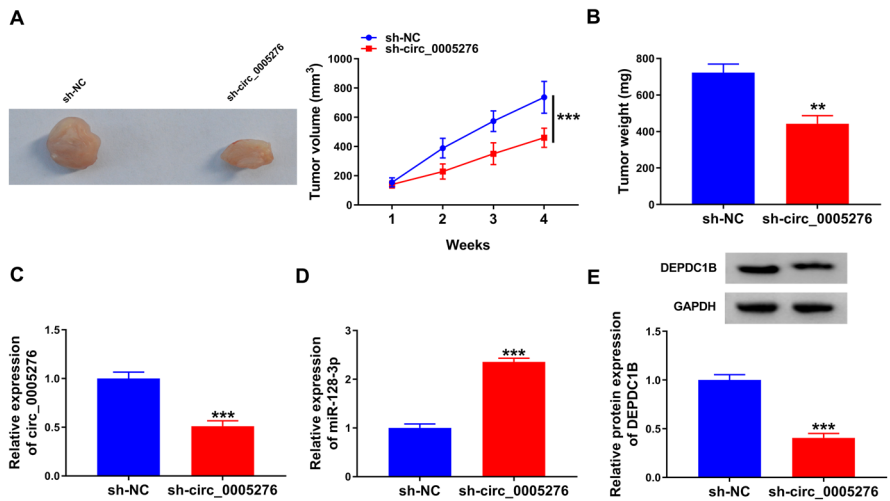 A
sh-NC
sh-circ_0005276
sh-NC
sh-circ_0005276
Tumor volume (mm³)
1000
800
600
400
200
0
1 2 3 4
Weeks
***
B
Tumor weight (mg)
800
600
400
200
0
**
sh-NC sh-circ_0005276
C
Relative expression
of circ_0005276
1.5
1.0
0.5
0.0
***
sh-NC sh-circ_0005276
D
Relative expression
of miR-128-3p
3
2
1
0
***
sh-NC sh-circ_0005276
E
DEPDC1B
GAPDH
Relative protein expression
of DEPDC1B
1.5
1.0
0.5
0.0
***
sh-NC sh-circ_0005276